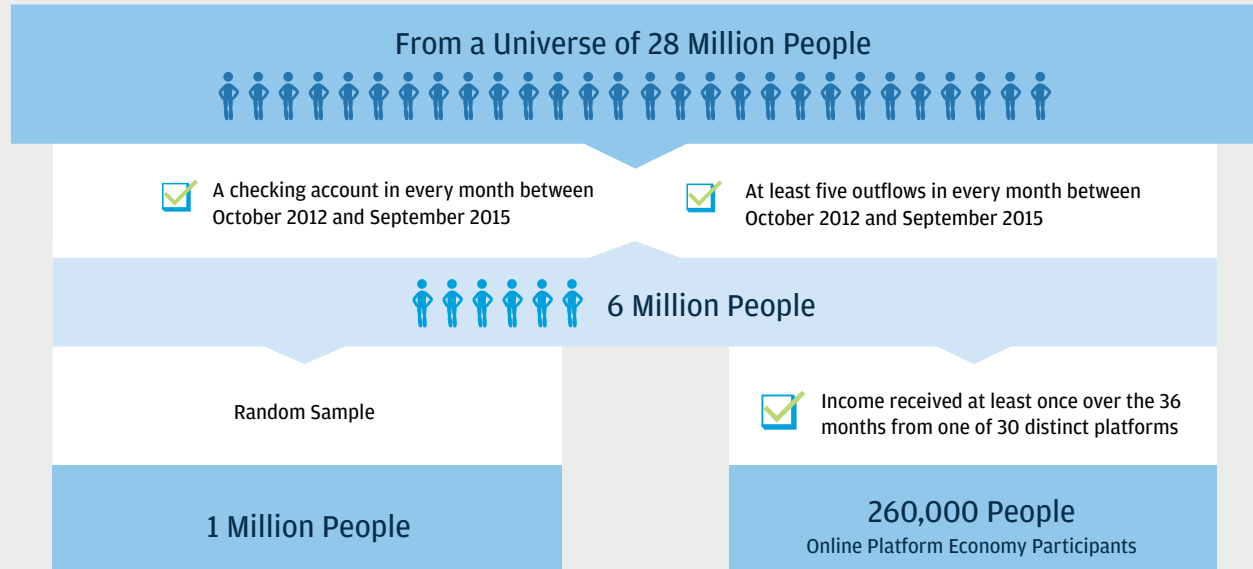 From a Universe of 28 Million People
A checking account in every month between
October 2012 and September 2015
At least five outflows in every month between
October 2012 and September 2015
6 Million People
Random Sample
Income received at least once over the 36
months from one of 30 distinct platforms
1 Million People
260,000 People
Online Platform Economy Participants